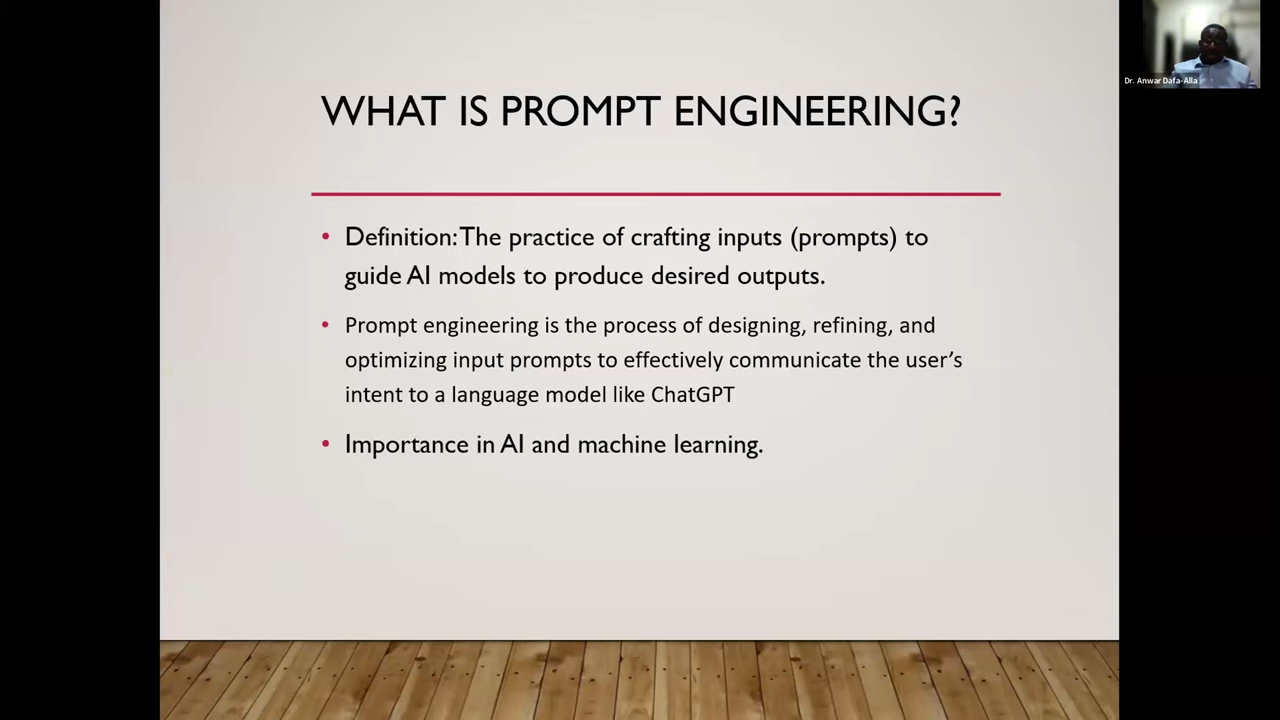 WHAT IS PROMPT ENGINEERING?
Dr. Anwar Dafa-Alla
• Definition: The practice of crafting inputs (prompts) to
guide AI models to produce desired outputs.
• Prompt engineering is the process of designing, refining, and
optimizing input prompts to effectively communicate the user’s
intent to a language model like ChatGPT
• Importance in AI and machine learning.